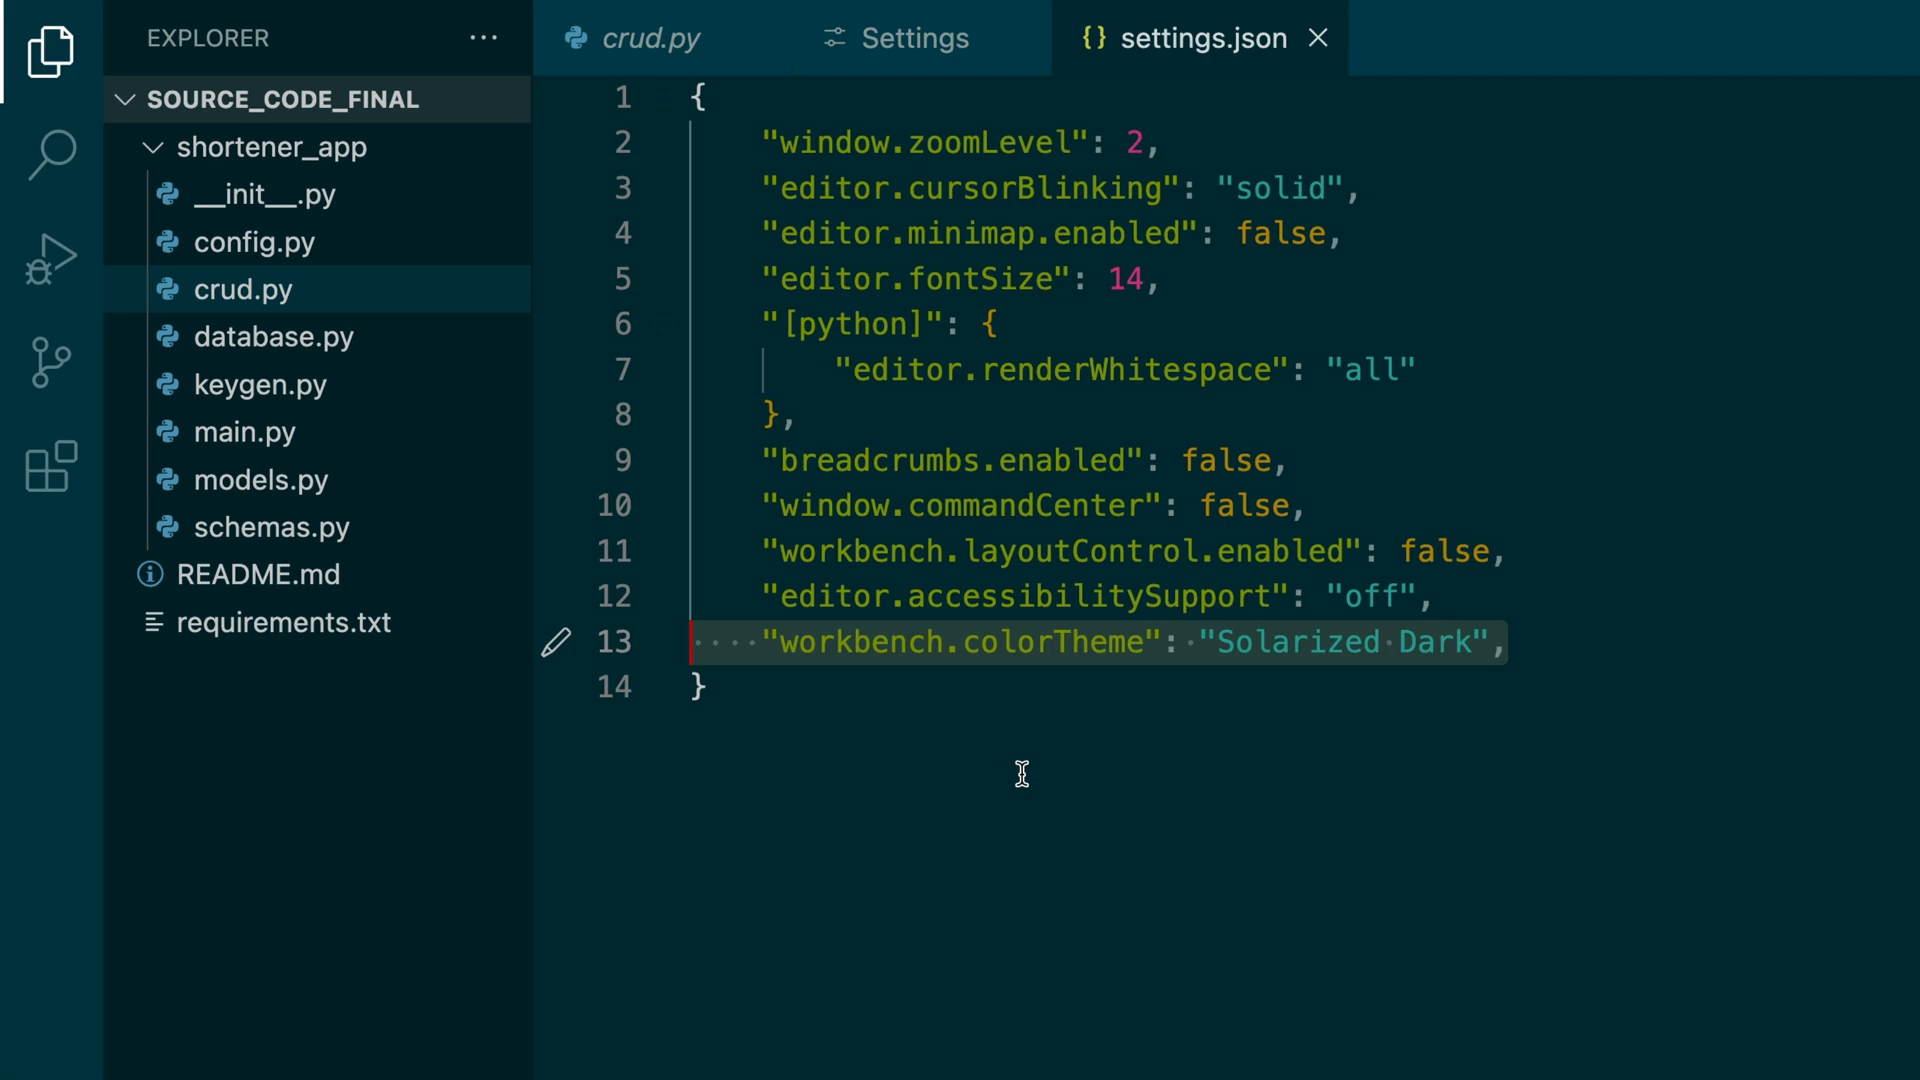 EXPLORER
SOURCE_CODE_FINAL
shortener_app
__init__.py
config.py
crud.py
database.py
keygen.py
main.py
models.py
schemas.py
README.md
requirements.txt
crud.py
Settings
{} settings.json
1 {
2 "window.zoomLevel": 2,
3 "editor.cursorBlinking": "solid",
4 "editor.minimap.enabled": false,
5 "editor.fontSize": 14,
6 "[python]": {
7 "editor.renderWhitespace": "all"
8 },
9 "breadcrumbs.enabled": false,
10 "window.commandCenter": false,
11 "workbench.layoutControl.enabled": false,
12 "editor.accessibilitySupport": "off",
13 "workbench.colorTheme": "Solarized Dark",
14 }